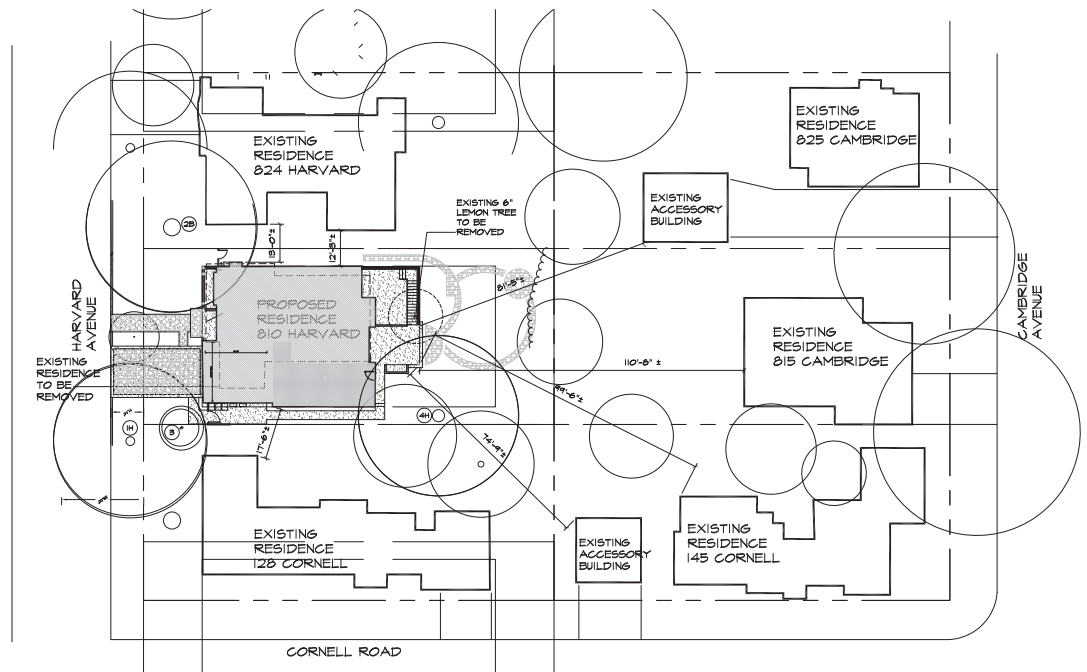 EXISTING
RESIDENCE
824 HARVARD
EXISTING
RESIDENCE
825 CAMBRIDGE
EXISTING 6"
LEMON TREE
TO BE
REMOVED
EXISTING
ACCESSORY
BUILDING
2B
13'-0"±
12'-3"±
81'-5"±
HARVARD
AVENUE
CAMBRIDGE
AVENUE
PROPOSED
RESIDENCE
810 HARVARD
EXISTING
RESIDENCE
815 CAMBRIDGE
EXISTING
RESIDENCE
TO BE
REMOVED
110'-8" ±
99'-6"±
1H
3
4H
17'-6"±
74'-9"±
EXISTING
RESIDENCE
128 CORNELL
EXISTING
ACCESSORY
BUILDING
EXISTING
RESIDENCE
145 CORNELL
CORNELL ROAD